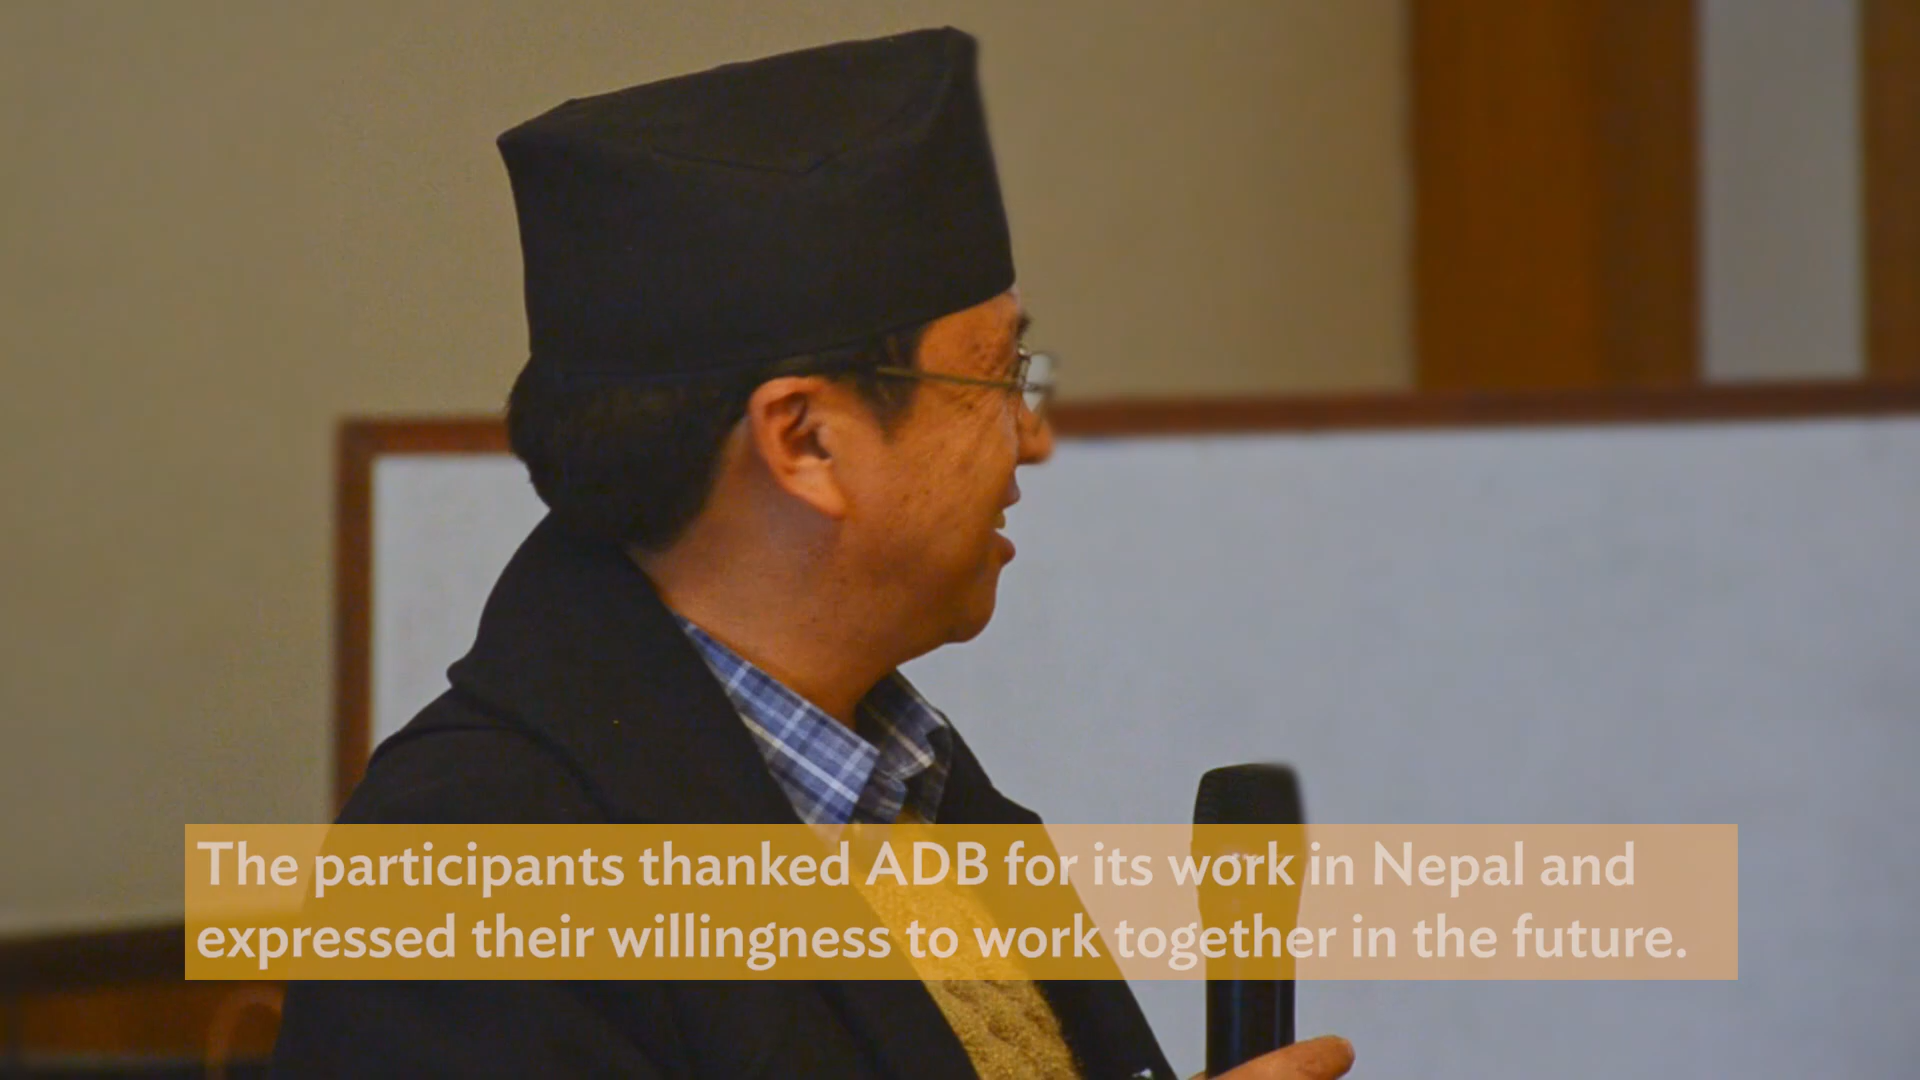 The participants thanked ADB for its work in Nepal and
expressed their willingness to work together in the future.